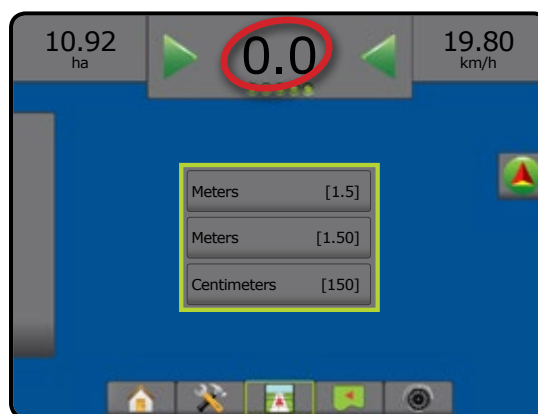 10.92
ha
0.0
19.80
km/h
Meters [1.5]
Meters [1.50]
Centimeters [150]